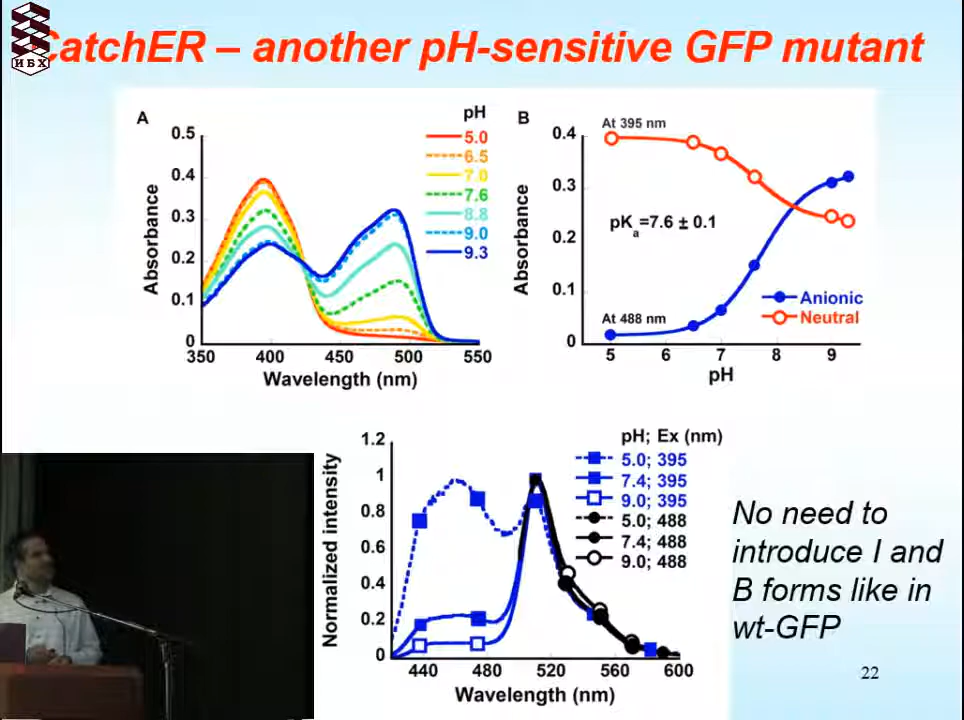 CatchER – another pH-sensitive GFP mutant
ИБХ
A
pH
5.0
6.5
7.0
7.6
8.8
9.0
9.3
0.5
0.4
0.3
0.2
0.1
0
Absorbance
350 400 450 500 550
Wavelength (nm)
B
At 395 nm
0.4
0.3
0.2
0.1
0
Absorbance
pKa=7.6 ± 0.1
Anionic
Neutral
At 488 nm
5 6 7 8 9
pH
1.2
1
0.8
0.6
0.4
0.2
0
Normalized intensity
pH; Ex (nm)
5.0; 395
7.4; 395
9.0; 395
5.0; 488
7.4; 488
9.0; 488
440 480 520 560 600
Wavelength (nm)
No need to
introduce I and
B forms like in
wt-GFP
22